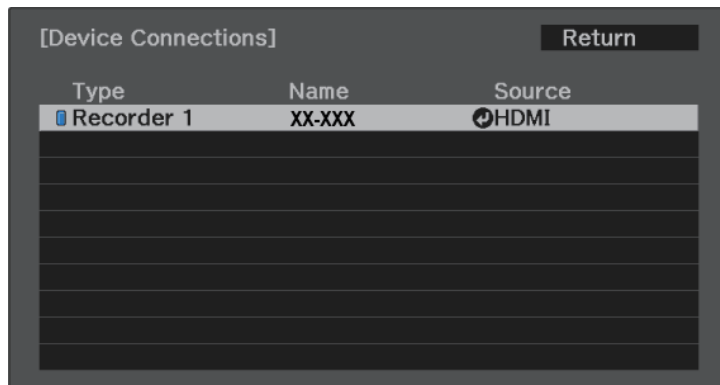 [Device Connections] Return
Type Name Source
Recorder 1 XX-XXX HDMI